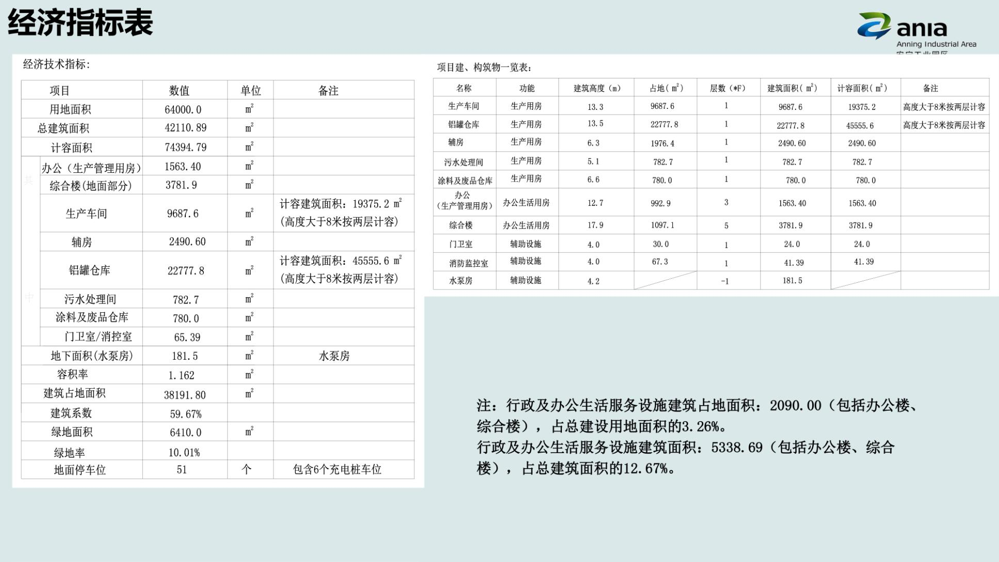 经济指标表
ania
Anning Industrial Area
经济技术指标:
项目 数值 单位 备注
用地面积 64000.0 m²
总建筑面积 42110.89 m²
计容面积 74394.79 m²
其中
办公（生产管理用房） 1563.40 m²
综合楼(地面部分) 3781.9 m²
生产车间 9687.6 m² 计容建筑面积: 19375.2 m²
(高度大于8米按两层计容)
辅房 2490.60 m²
铝罐仓库 22777.8 m² 计容建筑面积: 45555.6 m²
(高度大于8米按两层计容)
污水处理间 782.7 m²
涂料及废品仓库 780.0 m²
门卫室/消控室 65.39 m²
地下面积(水泵房) 181.5 m² 水泵房
容积率 1.162 m²
建筑占地面积 38191.80 m²
建筑系数 59.67%
绿地面积 6410.0 m²
绿地率 10.01%
地面停车位 51 个 包含6个充电桩车位
项目建、构筑物一览表:
名称 功能 建筑高度（m） 占地( m²) 层数（*F） 建筑面积( m²) 计容面积( m²) 备注
生产车间 生产用房 13.3 9687.6 1 9687.6 19375.2 高度大于8米按两层计容
铝罐仓库 生产用房 13.5 22777.8 1 22777.8 45555.6 高度大于8米按两层计容
辅房 生产用房 6.3 1976.4 1 2490.60 2490.60
污水处理间 生产用房 5.1 782.7 1 782.7 782.7
涂料及废品仓库 生产用房 6.6 780.0 1 780.0 780.0
办公
（生产管理用房） 办公生活用房 12.7 992.9 3 1563.40 1563.40
综合楼 办公生活用房 17.9 1097.1 5 3781.9 3781.9
门卫室 辅助设施 4.0 30.0 1 24.0 24.0
消防监控室 辅助设施 4.0 67.3 1 41.39 41.39
水泵房 辅助设施 4.2 -1 181.5
注：行政及办公生活服务设施建筑占地面积：2090.00（包括办公楼、
综合楼），占总建设用地面积的3.26%。
行政及办公生活服务设施建筑面积：5338.69（包括办公楼、综合
楼），占总建筑面积的12.67%。